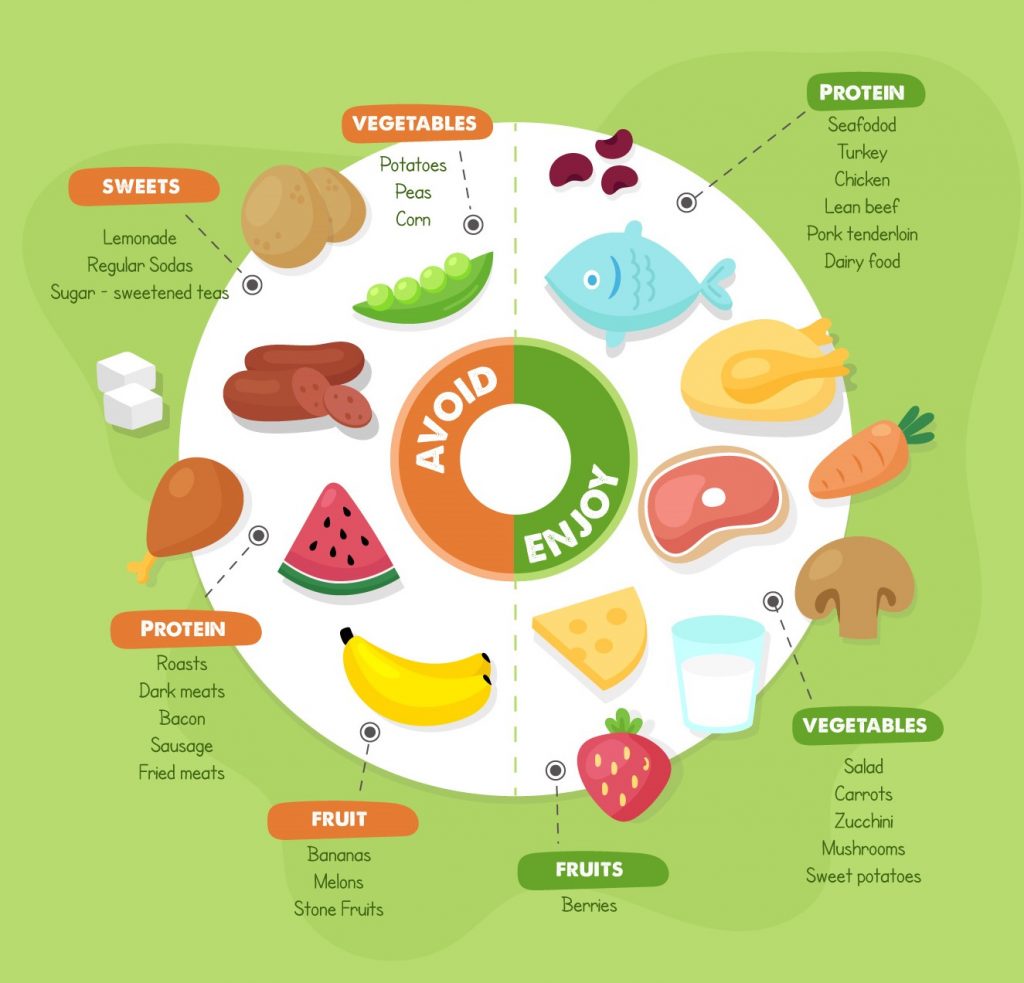 VEGETABLES
Potatoes
Peas
Corn
SWEETS
Lemonade
Regular Sodas
Sugar - sweetened teas
PROTEIN
Seafodod
Turkey
Chicken
Lean beef
Pork tenderloin
Dairy food
AVOID
ENJOY
PROTEIN
Roasts
Dark meats
Bacon
Sausage
Fried meats
VEGETABLES
Salad
Carrots
Zucchini
Mushrooms
Sweet potatoes
FRUIT
Bananas
Melons
Stone Fruits
FRUITS
Berries